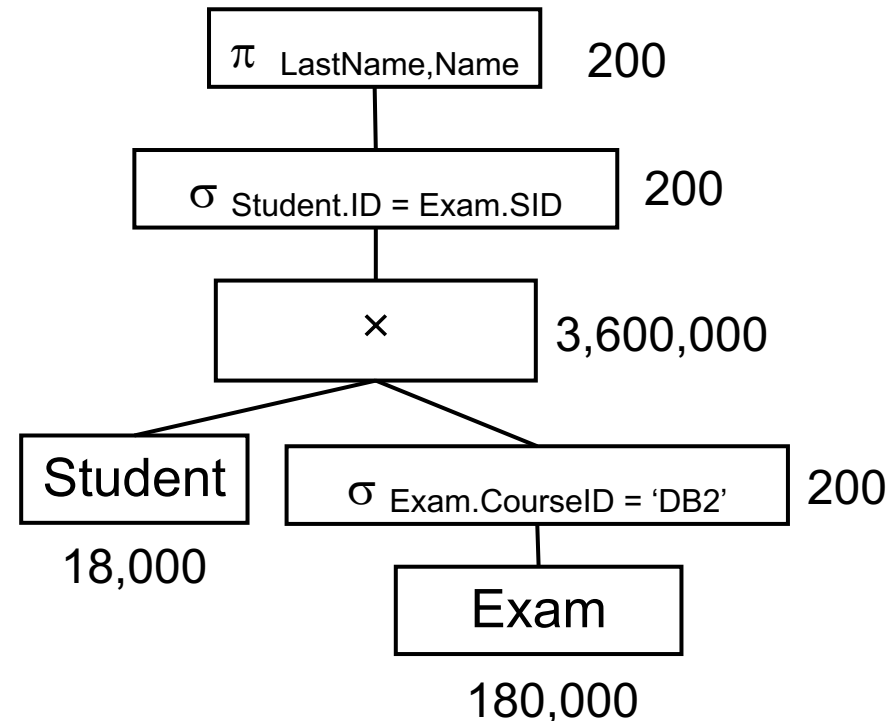 π LastName,Name 200
σ Student.ID = Exam.SID 200
× 3,600,000
Student
σ Exam.CourseID = ‘DB2’ 200
18,000
Exam
180,000